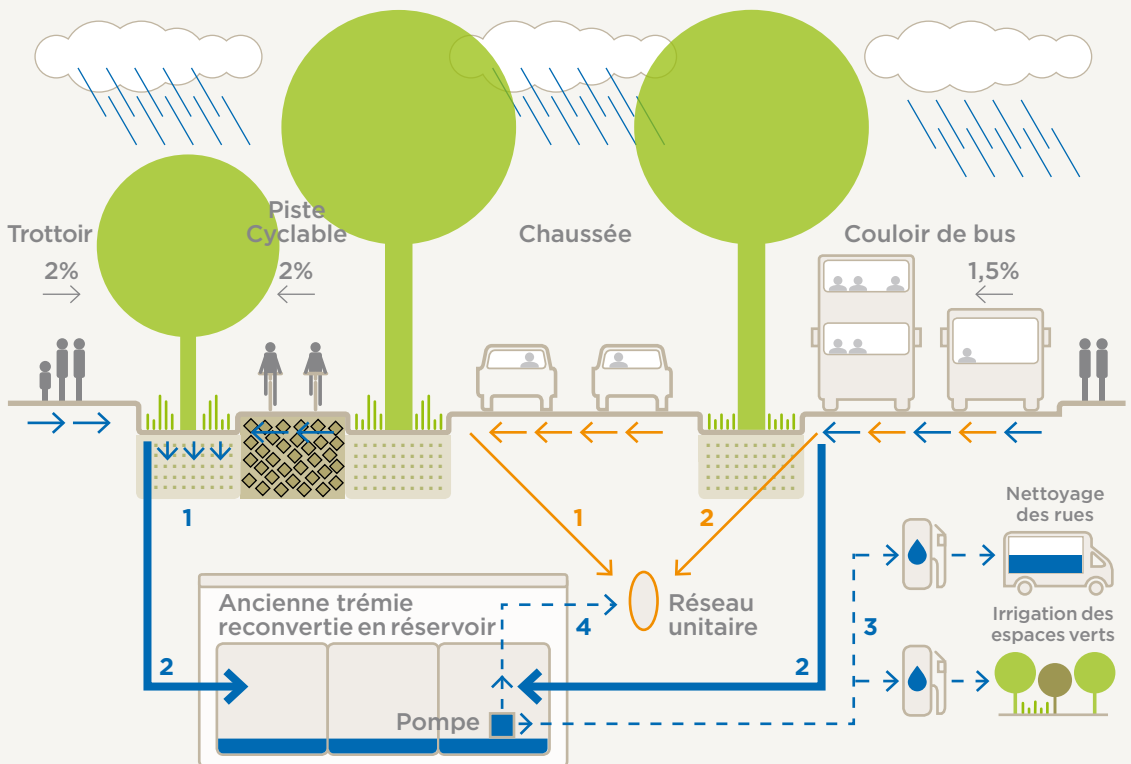 Trottoir
2%
Piste
Cyclable
2%
Chaussée
Couloir de bus
1,5%
1
1
2
Nettoyage
des rues
Ancienne trémie
reconvertie en réservoir
4
Réseau
unitaire
3
Irrigation des
espaces verts
2
2
Pompe